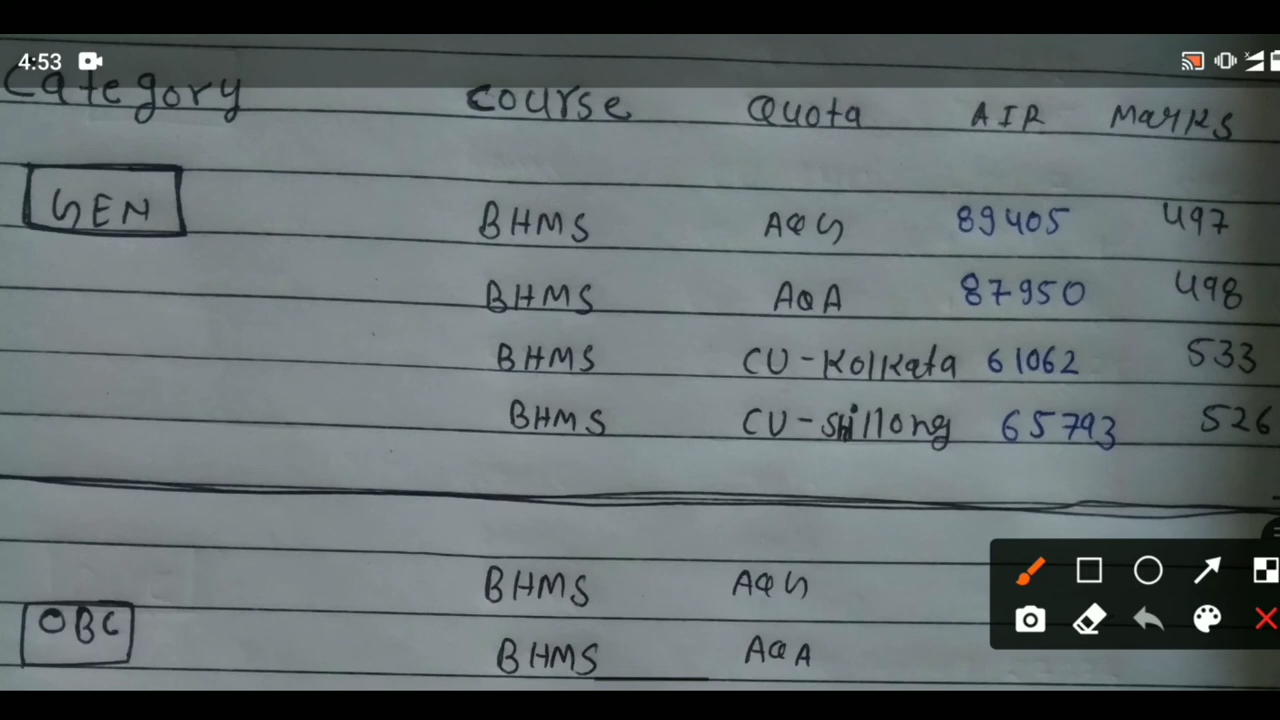 4:53
Category Course Quota AIR Marks
GEN BHMS AQG 89405 497
BHMS AQA 87950 498
BHMS CU-Kolkata 61062 533
BHMS CU-Shillong 65793 526
BHMS AQG
OBC
BHMS AQA